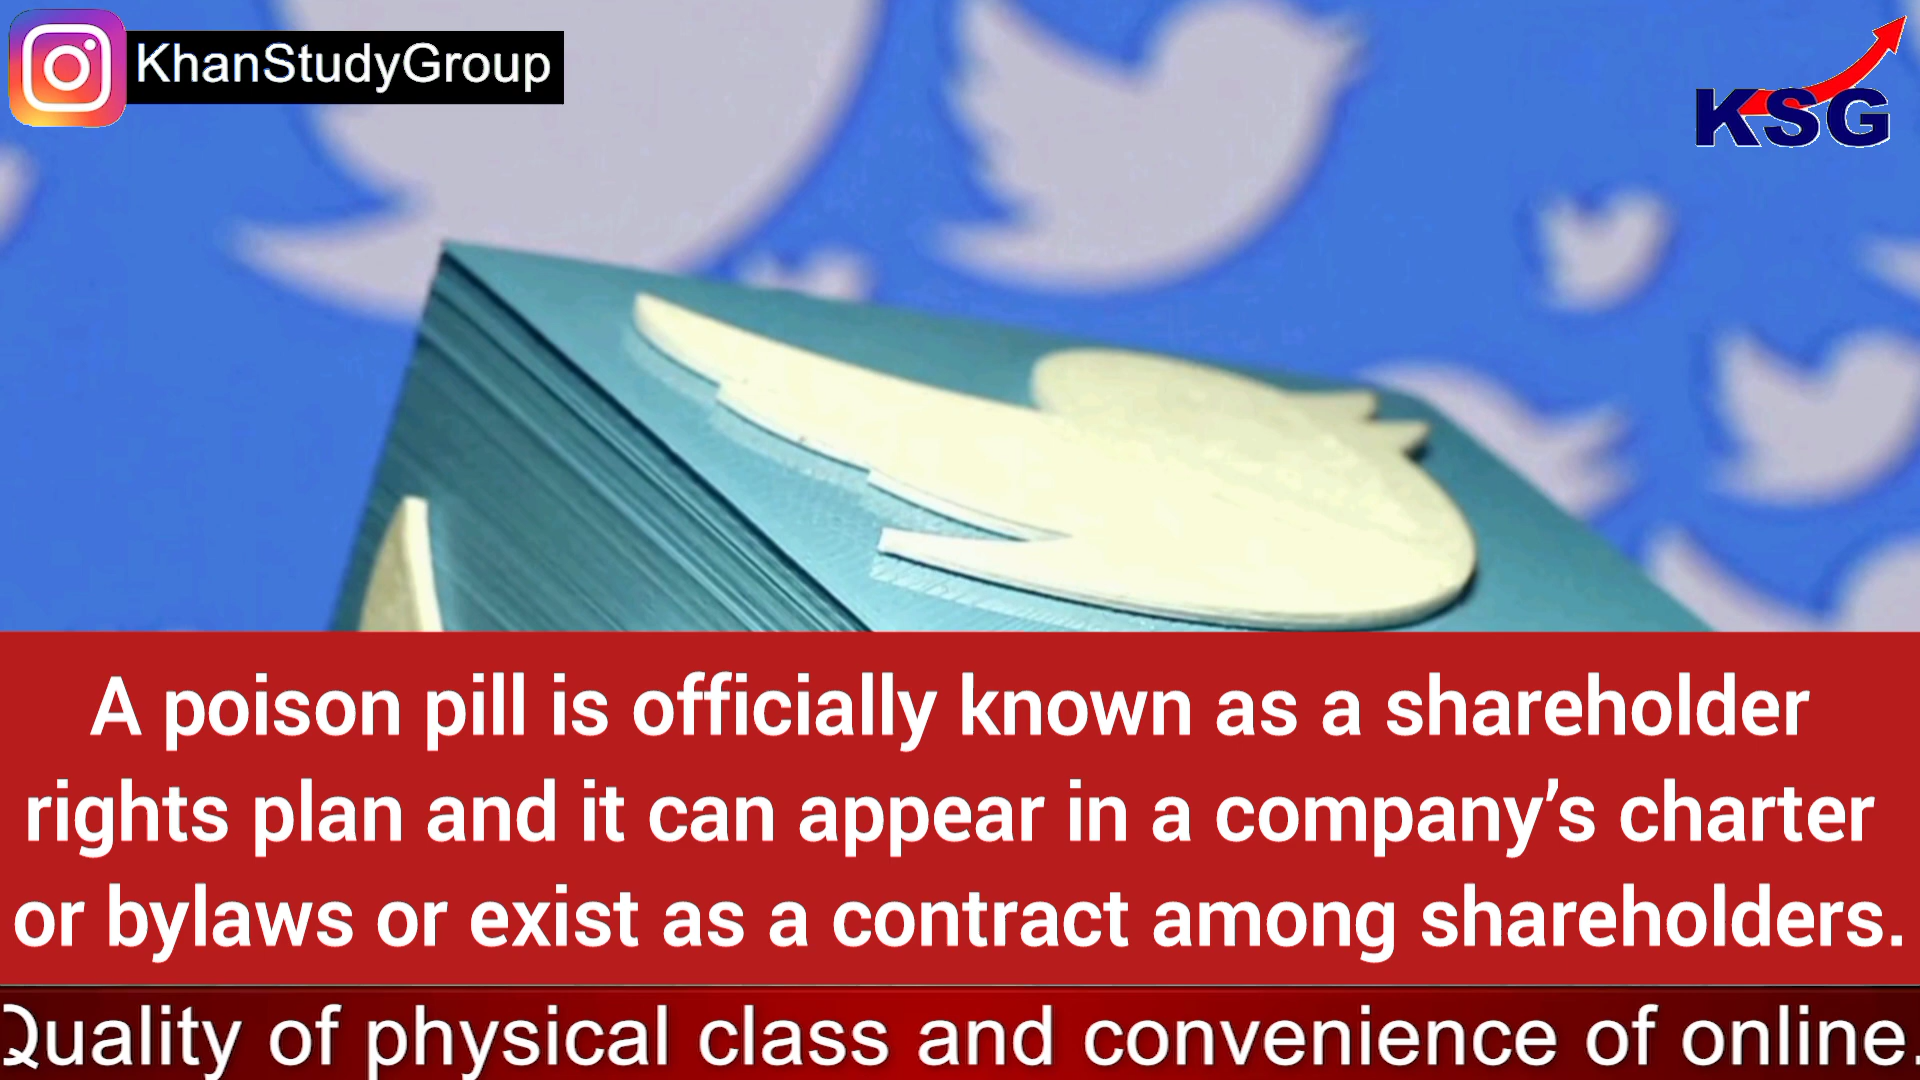 KhanStudyGroup
KSG
A poison pill is officially known as a shareholder
rights plan and it can appear in a company’s charter
or bylaws or exist as a contract among shareholders.
Quality of physical class and convenience of online.